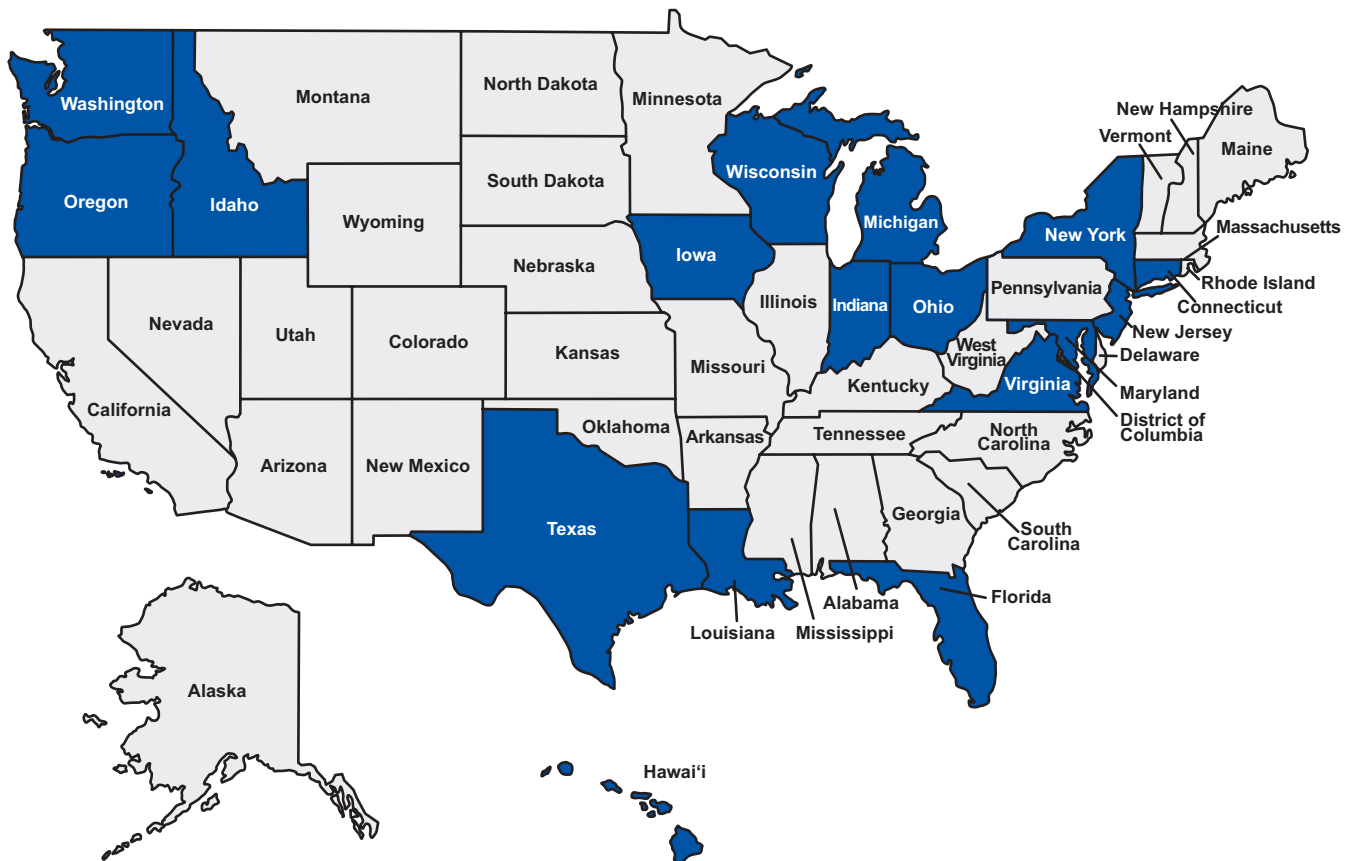 North Dakota
Montana
Minnesota
Washington
New Hampshire
Vermont
Maine
Wisconsin
South Dakota
Oregon
Idaho
Wyoming
Michigan
New York
Massachusetts
Iowa
Nebraska
Rhode Island
Pennsylvania
Connecticut
Illinois
Indiana
Ohio
Nevada
Utah
Colorado
New Jersey
West
Virginia
Delaware
Kansas
Missouri
Kentucky
Virginia
Maryland
California
District of
Columbia
Oklahoma
Arkansas
Tennessee
North
Carolina
Arizona
New Mexico
Georgia
Texas
South
Carolina
Florida
Alabama
Louisiana
Mississippi
Alaska
Hawai‘i